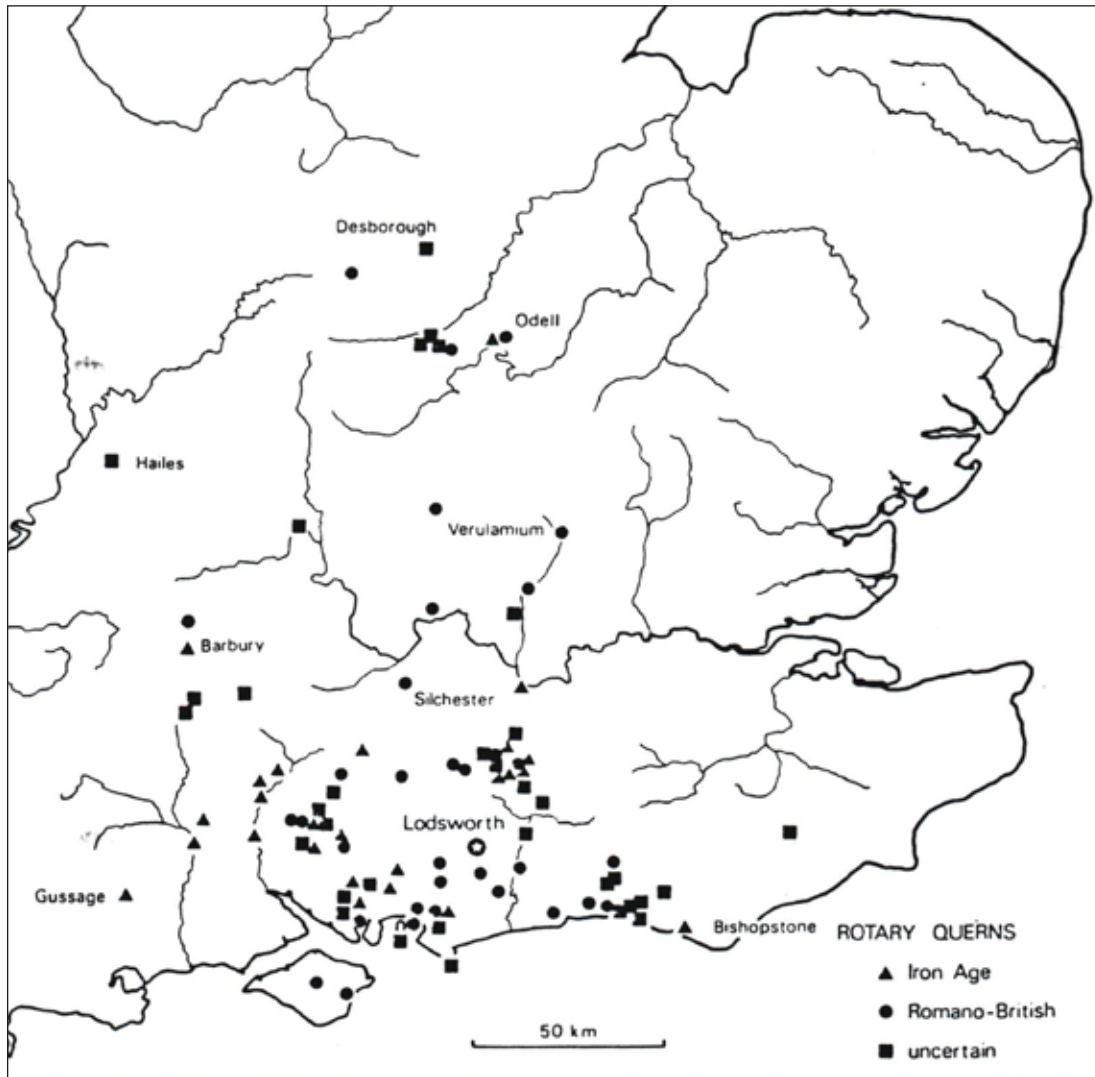 Desborough
Odell
Hailes
Verulamium
Barbury
Silchester
Lodsworth
Gussage
Bishopstone
ROTARY QUERNS
Iron Age
Romano-British
50 km
uncertain